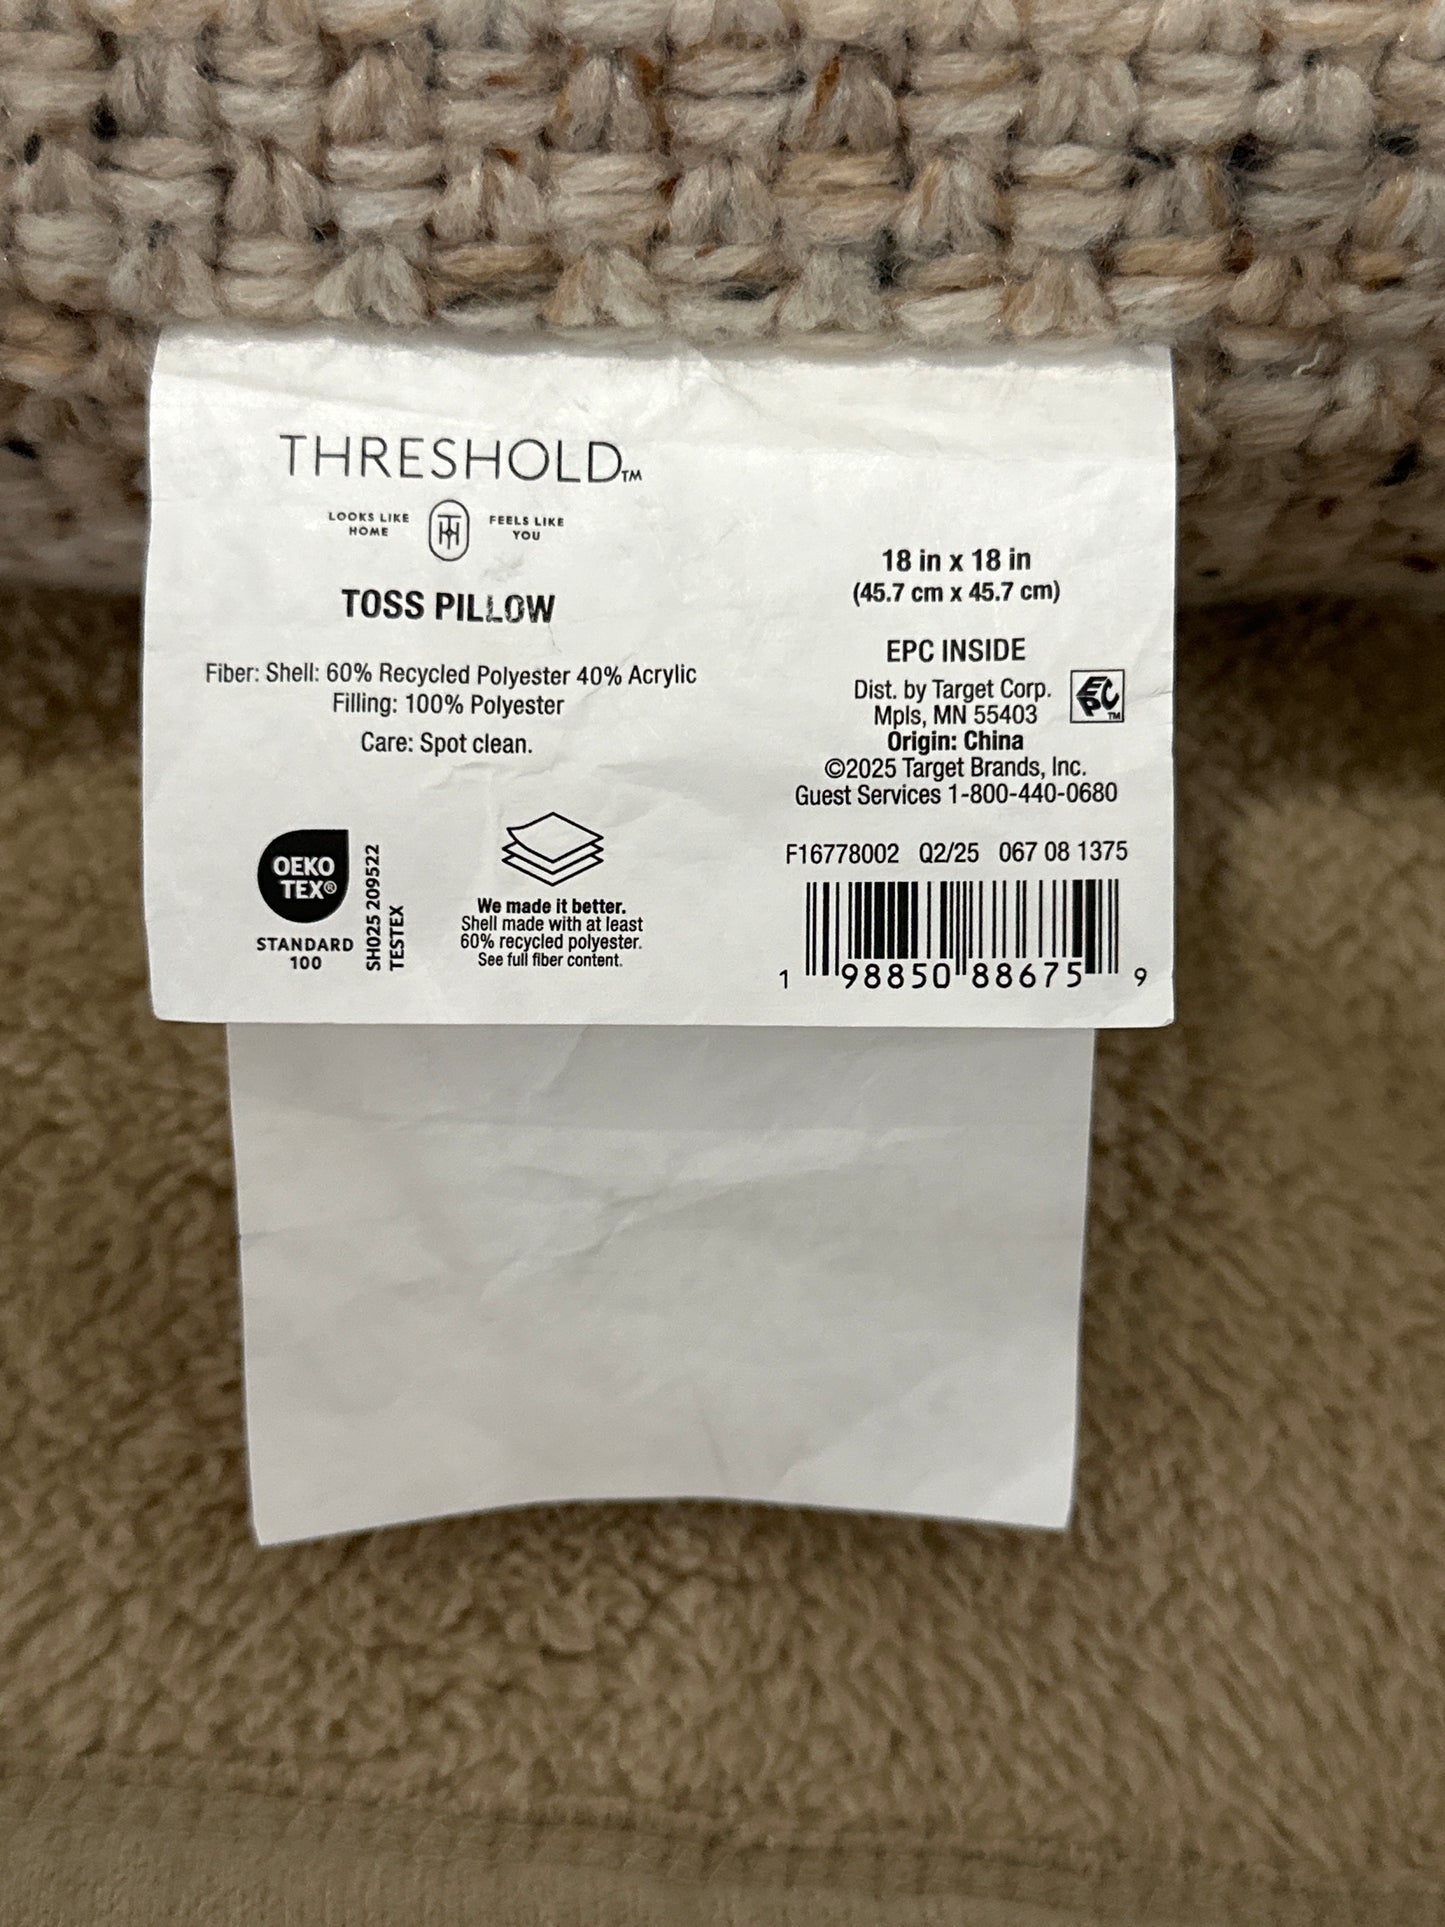 THRESHOLD™
LOOKS LIKE
HOME
TH
FEELS LIKE
YOU
TOSS PILLOW
Fiber: Shell: 60% Recycled Polyester 40% Acrylic
Filling: 100% Polyester
Care: Spot clean.
OEKO
TEX®
STANDARD
100
SH025 209522
TESTEX
We made it better.
Shell made with at least
60% recycled polyester.
See full fiber content.
18 in x 18 in
(45.7 cm x 45.7 cm)
EPC INSIDE
Dist. by Target Corp.
Mpls, MN 55403
Origin: China
©2025 Target Brands, Inc.
Guest Services 1-800-440-0680
EPC™
F16778002 Q2/25 067 08 1375
1 98850 88675 9